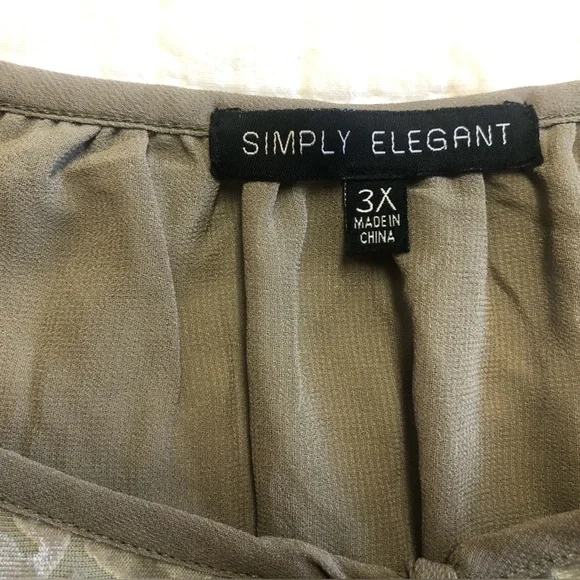 SIMPLY ELEGANT
3X
MADE IN
CHINA